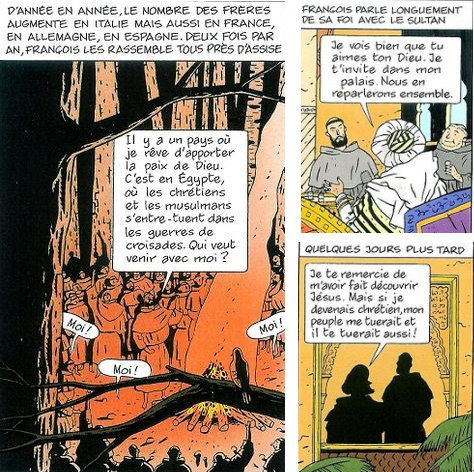 D'ANNÉE EN ANNÉE, LE NOMBRE DES FRÈRES
AUGMENTE EN ITALIE MAIS AUSSI EN FRANCE,
EN ALLEMAGNE, EN ESPAGNE. DEUX FOIS PAR
AN, FRANÇOIS LES RASSEMBLE TOUS PRÈS D'ASSISE
Il y a un pays où
je rêve d'apporter
la paix de Dieu.
C'est en Égypte,
où les chrétiens
et les musulmans
s'entre-tuent dans
les guerres de
croisades. Qui veut
venir avec moi ?
Moi !
Moi !
Moi !
FRANÇOIS PARLE LONGUEMENT
DE SA FOI AVEC LE SULTAN
Je vois bien que tu
aimes ton Dieu. Je
t'invite dans mon
palais. Nous en
reparlerons ensemble.
QUELQUES JOURS PLUS TARD
Je te remercie de
m'avoir fait découvrir
Jésus. Mais si je
devenais chrétien, mon
peuple me tuerait et
il te tuerait aussi !